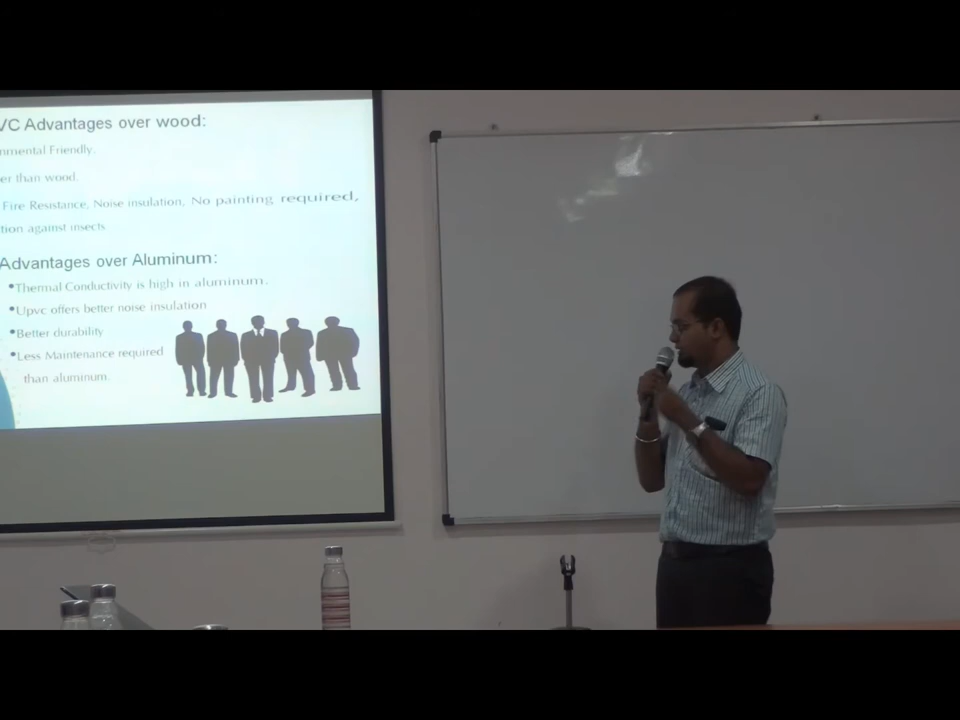 VC Advantages over wood:
nmental Friendly.
er than wood.
Fire Resistance, Noise insulation, No painting required,
tion against insects
Advantages over Aluminum:
•Thermal Conductivity is high in aluminum.
•Upvc offers better noise insulation
•Better durability
•Less Maintenance required
than aluminum.